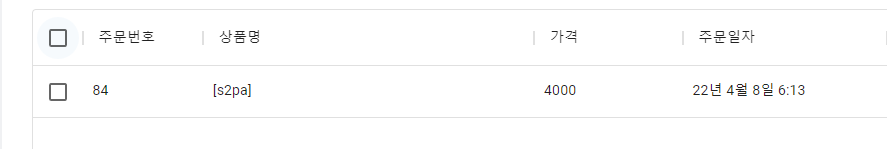 주문번호 상품명 가격 주문일자
84 [s2pa] 4000 22년 4월 8일 6:13